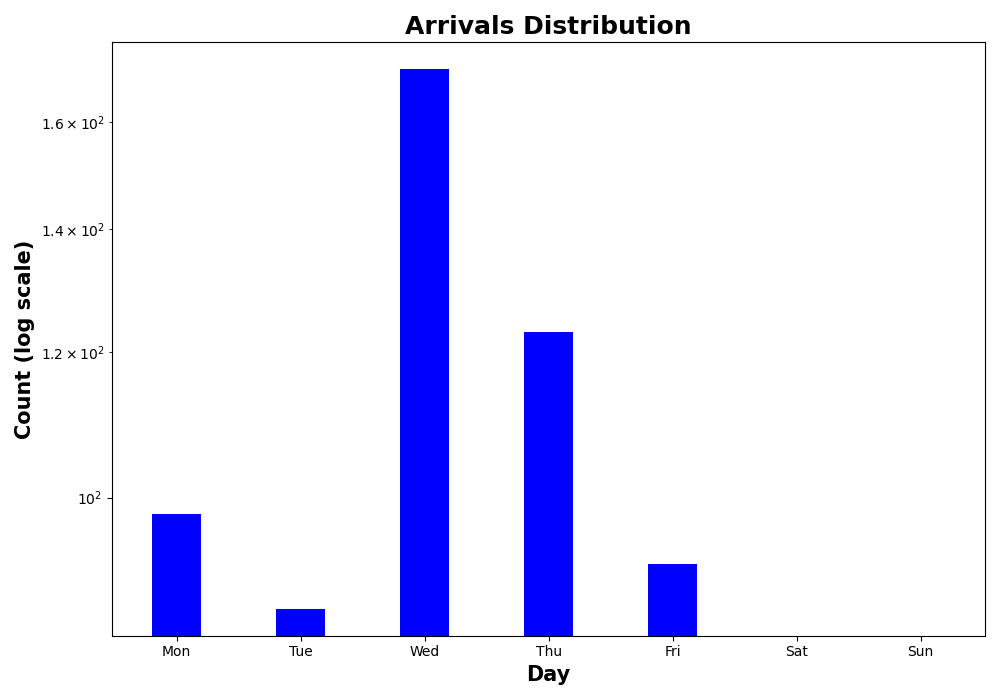 Arrivals Distribution
Count (log scale)
1.6 × 10²
1.4 × 10²
1.2 × 10²
10²
Mon Tue Wed Thu Fri Sat Sun
Day